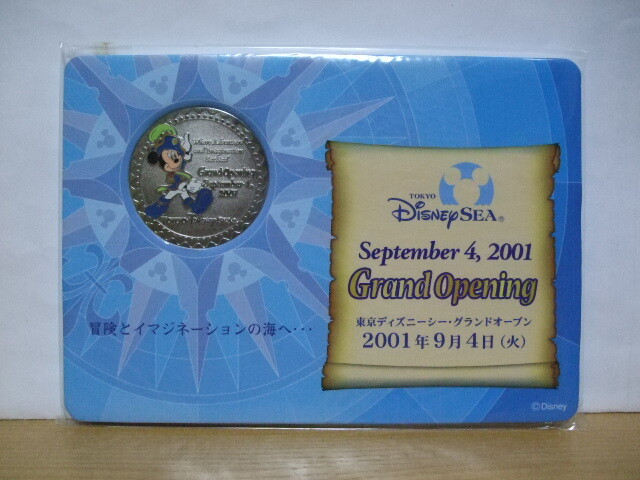 Grand Opening
September 4,
2001
冒険とイマジネーションの海へ・・・
TOKYO
DISNEYSEA®
September 4, 2001
Grand Opening
東京ディズニーシー・グランドオープン
2001年9月4日(火)
©Disney